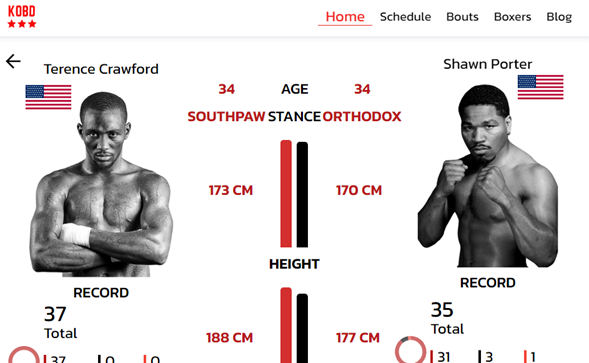 KOBO
Home Schedule Bouts Boxers Blog
Terence Crawford
Shawn Porter
34 AGE 34
SOUTHPAW STANCE ORTHODOX
173 CM 170 CM
HEIGHT
RECORD
RECORD
37
Total
35
Total
188 CM 177 CM
37 0 0
31 3 1